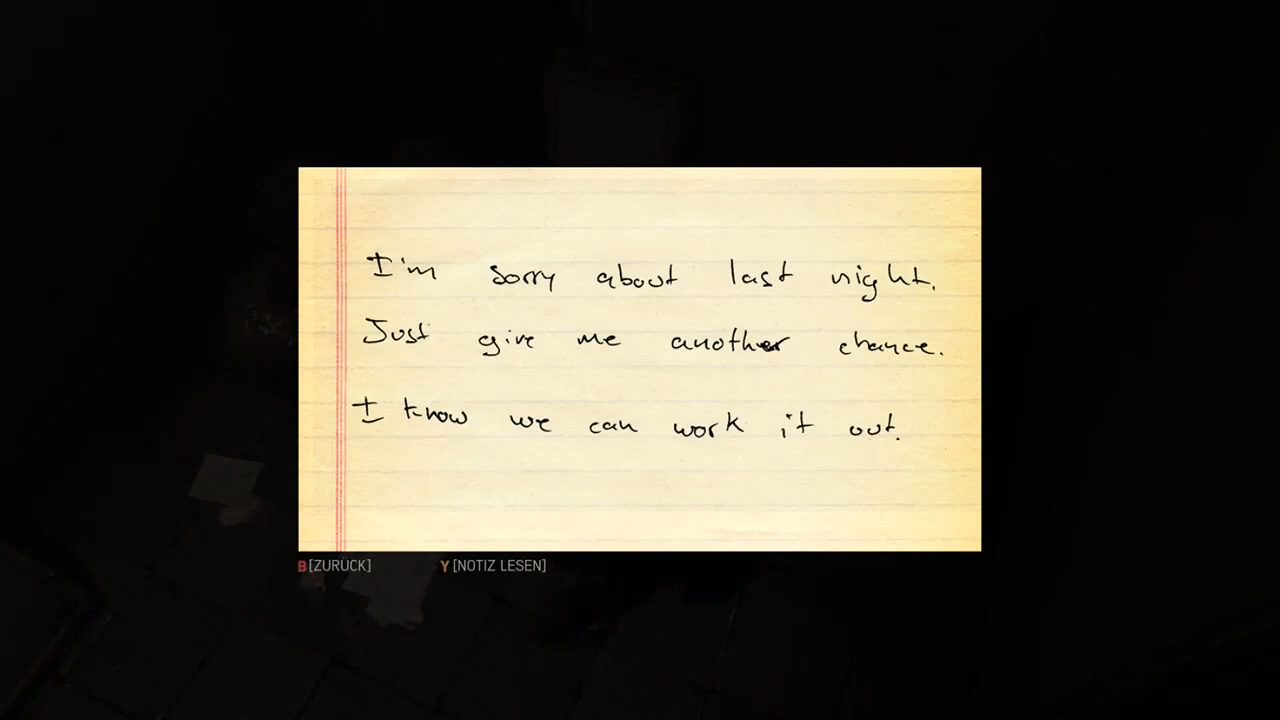 I'm sorry about last night.
Just give me another chance.
I know we can work it out.
B[ZURÜCK] Y[NOTIZ LESEN]